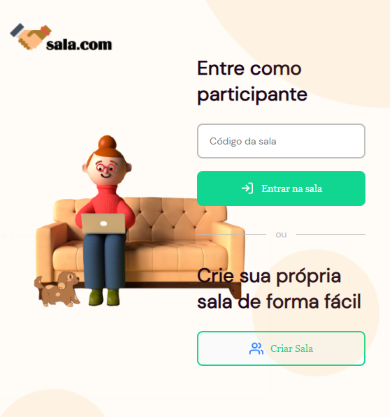 sala.com
Entre como
participante
Código da sala
Entrar na sala
ou
Crie sua própria
sala de forma fácil
Criar Sala